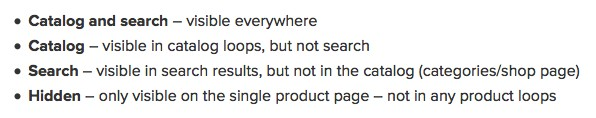 • Catalog and search – visible everywhere
• Catalog – visible in catalog loops, but not search
• Search – visible in search results, but not in the catalog (categories/shop page)
• Hidden – only visible on the single product page – not in any product loops